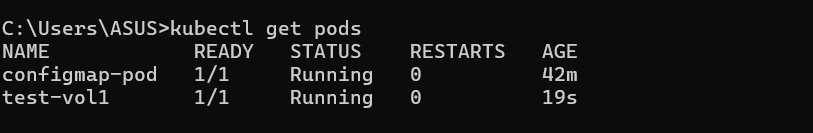 C:\Users\ASUS>kubectl get pods
NAME            READY   STATUS    RESTARTS   AGE
configmap-pod   1/1     Running   0          42m
test-vol1       1/1     Running   0          19s